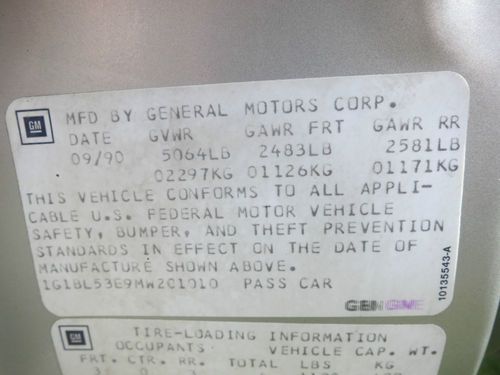 GM
MFD BY GENERAL MOTORS CORP.
DATE GVWR GAWR FRT GAWR RR
09/90 5064LB 2483LB 2581LB
02297KG 01126KG 01171KG
THIS VEHICLE CONFORMS TO ALL APPLI-
CABLE U.S. FEDERAL MOTOR VEHICLE
SAFETY, BUMPER, AND THEFT PREVENTION
STANDARDS IN EFFECT ON THE DATE OF
MANUFACTURE SHOWN ABOVE.
1G1BL53E9MW201010 PASS CAR
10135543-A
GM
TIRE-LOADING INFORMATION
OCCUPANTS VEHICLE CAP. WT.
FRT. CTR. RR. TOTAL LBS KG